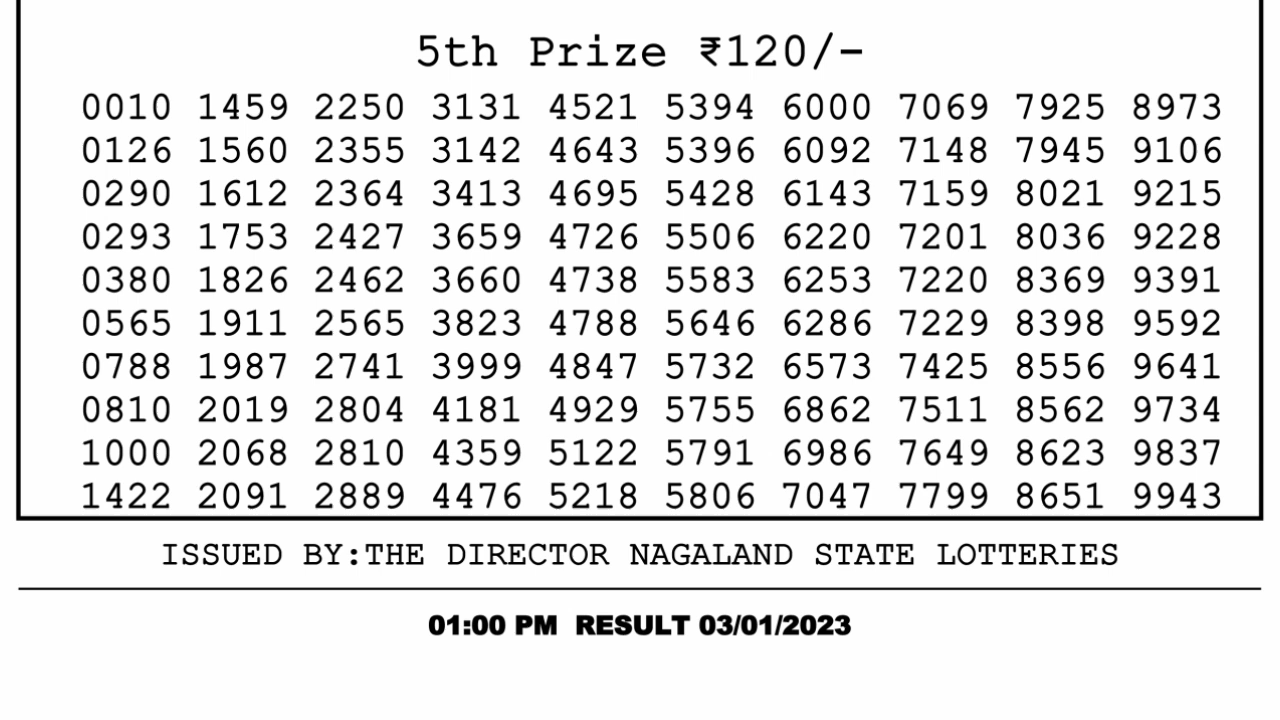 5th Prize ₹120/-
0010 1459 2250 3131 4521 5394 6000 7069 7925 8973
0126 1560 2355 3142 4643 5396 6092 7148 7945 9106
0290 1612 2364 3413 4695 5428 6143 7159 8021 9215
0293 1753 2427 3659 4726 5506 6220 7201 8036 9228
0380 1826 2462 3660 4738 5583 6253 7220 8369 9391
0565 1911 2565 3823 4788 5646 6286 7229 8398 9592
0788 1987 2741 3999 4847 5732 6573 7425 8556 9641
0810 2019 2804 4181 4929 5755 6862 7511 8562 9734
1000 2068 2810 4359 5122 5791 6986 7649 8623 9837
1422 2091 2889 4476 5218 5806 7047 7799 8651 9943
ISSUED BY:THE DIRECTOR NAGALAND STATE LOTTERIES
01:00 PM RESULT 03/01/2023